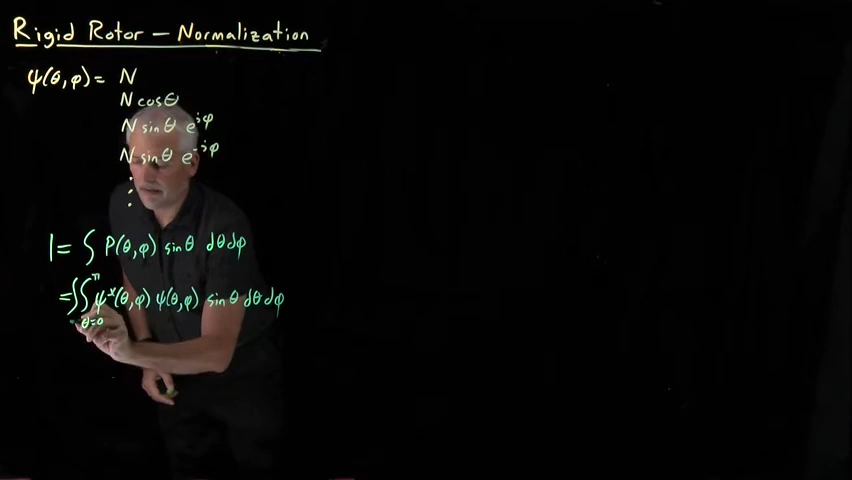 Rigid Rotor — Normalization
ψ(θ,φ) = N
N cosθ
N sinθ e^{iφ}
N sinθ e^{-iφ}
⋮
1 = ∫ P(θ,φ) sinθ dθdφ
= ∫∫_{θ=0}^{π} ψ*(θ,φ) ψ(θ,φ) sinθ dθdφ